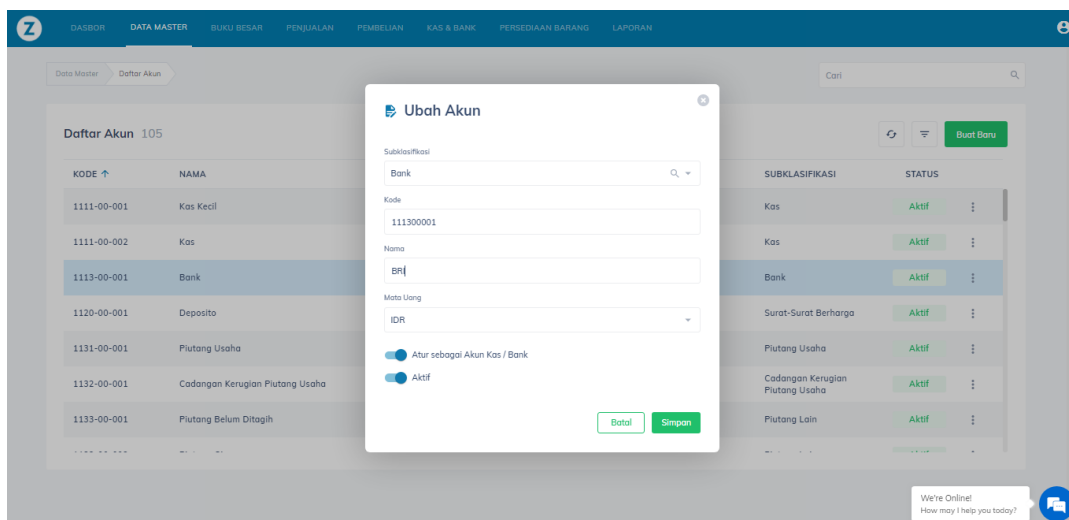 Z DASBOR DATA MASTER BUKU BESAR PENJUALAN PEMBELIAN KAS & BANK PERSEDIAAN BARANG LAPORAN
Data Master Daftar Akun Cari
Ubah Akun
Daftar Akun 105 Buat Baru
Subklasifikasi
Bank
KODE NAMA SUBKLASIFIKASI STATUS
Kode
1111-00-001 Kas Kecil Kas Aktif
111300001
1111-00-002 Kas Kas Aktif
Nama
BRI
1113-00-001 Bank Bank Aktif
Mata Uang
IDR
1120-00-001 Deposito Surat-Surat Berharga Aktif
1131-00-001 Piutang Usaha Piutang Usaha Aktif
Atur sebagai Akun Kas / Bank
Aktif
1132-00-001 Cadangan Kerugian Piutang Usaha Cadangan Kerugian Piutang Usaha Aktif
1133-00-001 Piutang Belum Ditagih Piutang Lain Aktif
Batal Simpan
We're Online!
How may I help you today?